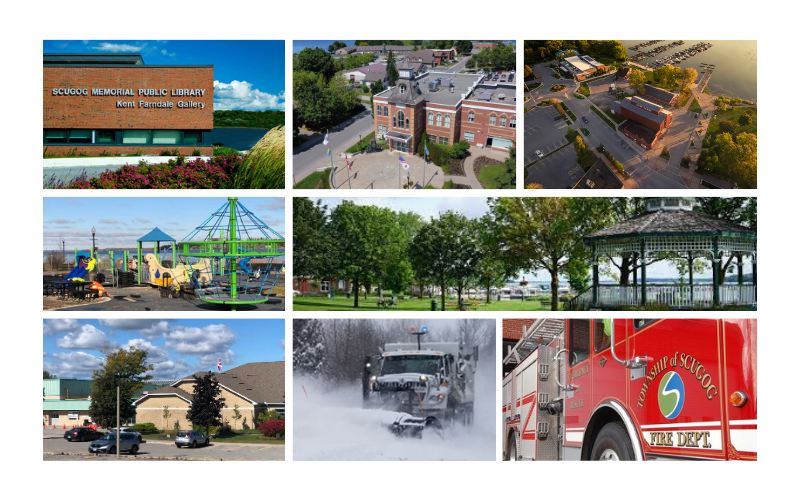 SCUGOG MEMORIAL PUBLIC LIBRARY
Kent Farndale Gallery
TOWNSHIP of SCUGOG
FIRE DEPT.